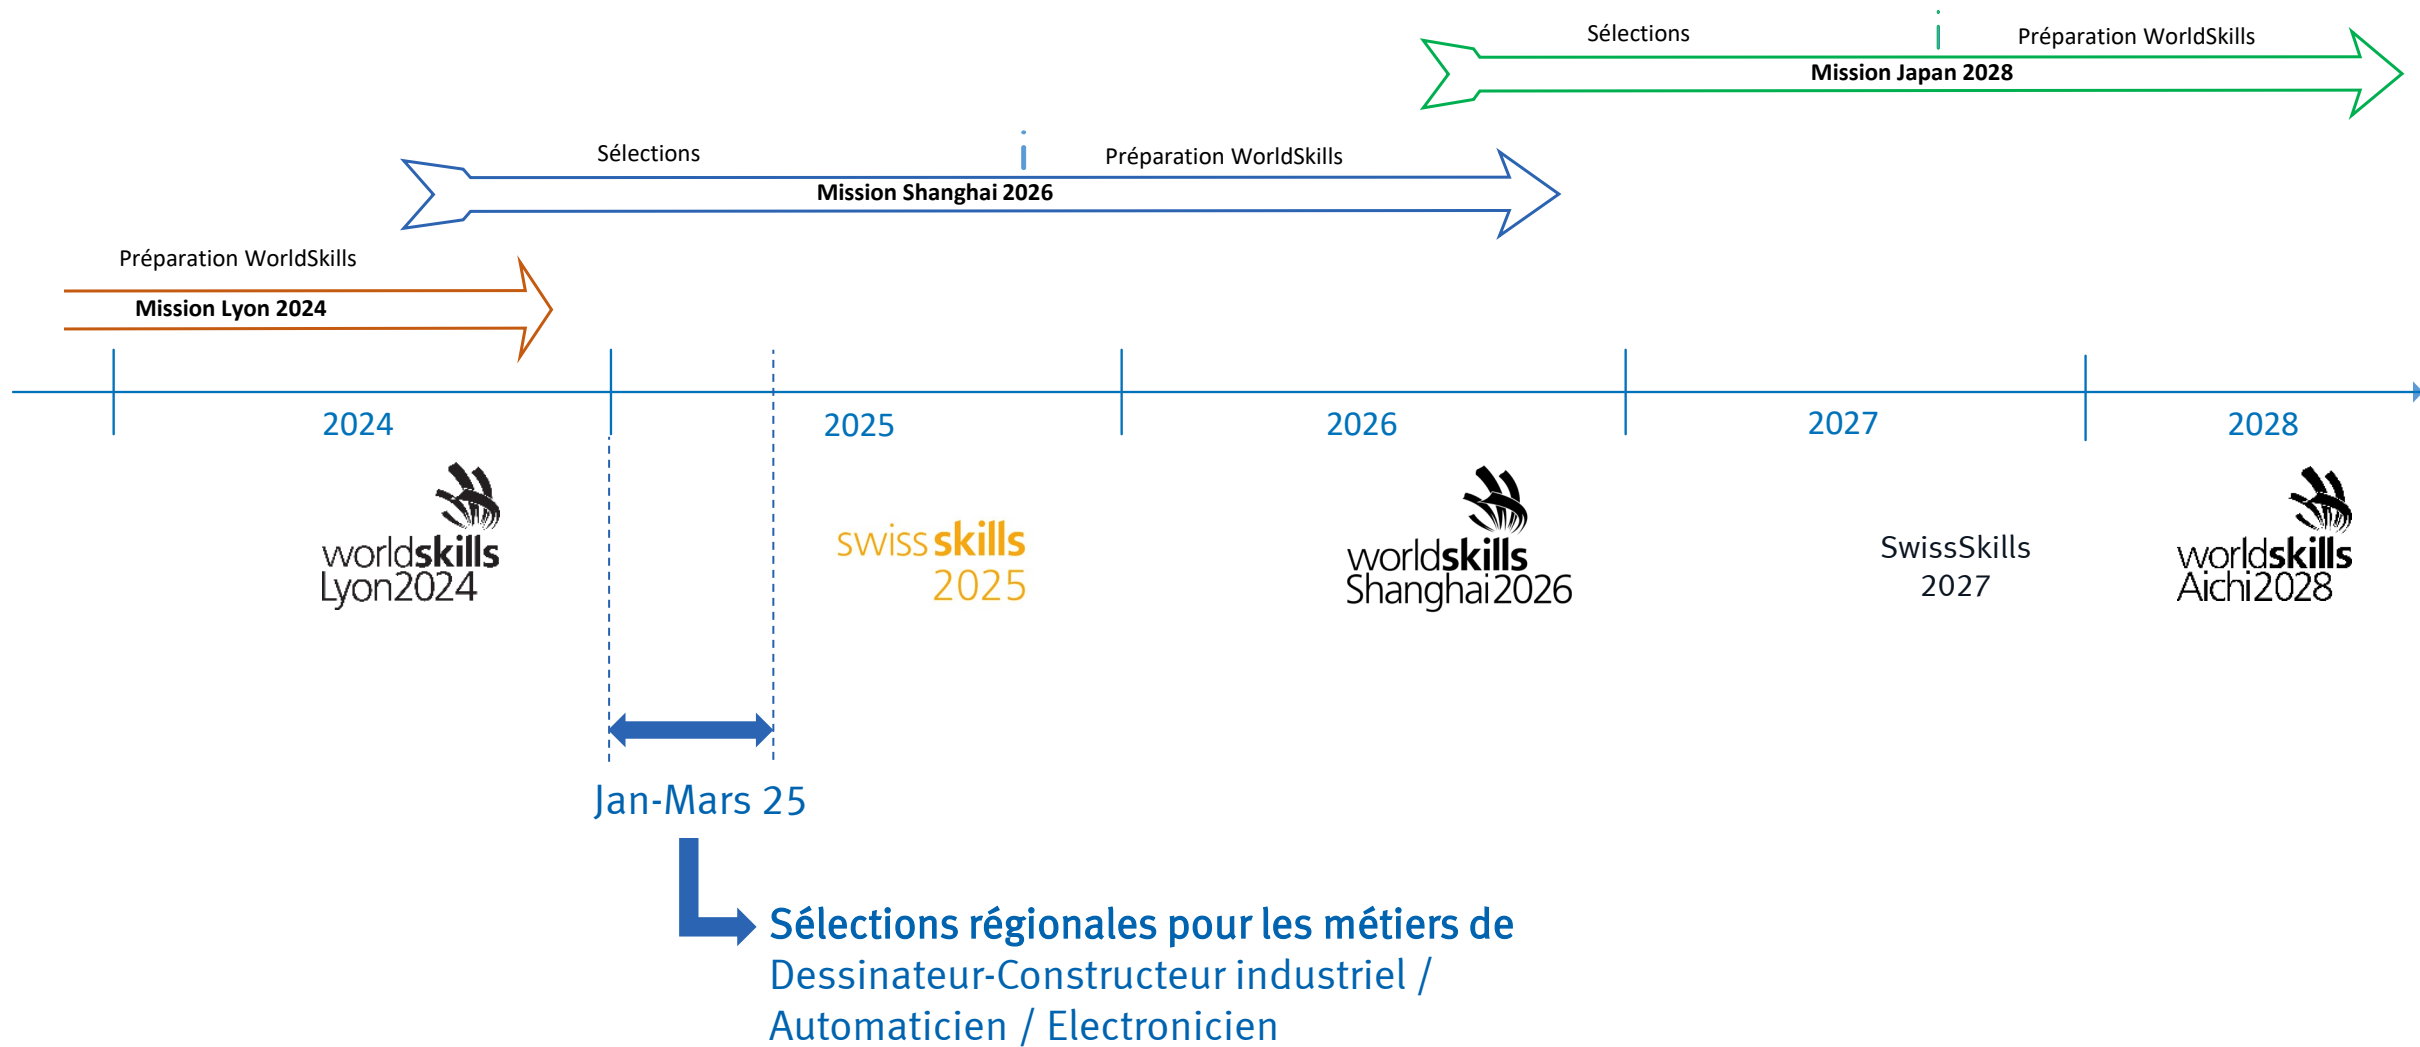 Sélections
Préparation WorldSkills
Mission Japan 2028
Sélections
Préparation WorldSkills
Mission Shanghai 2026
Préparation WorldSkills
Mission Lyon 2024
2024
2025
2026
2027
2028
worldskills
Lyon2024
swissskills
2025
worldskills
Shanghai2026
SwissSkills
2027
worldskills
Aichi2028
Jan-Mars 25
Sélections régionales pour les métiers de
Dessinateur-Constructeur industriel /
Automaticien / Electronicien